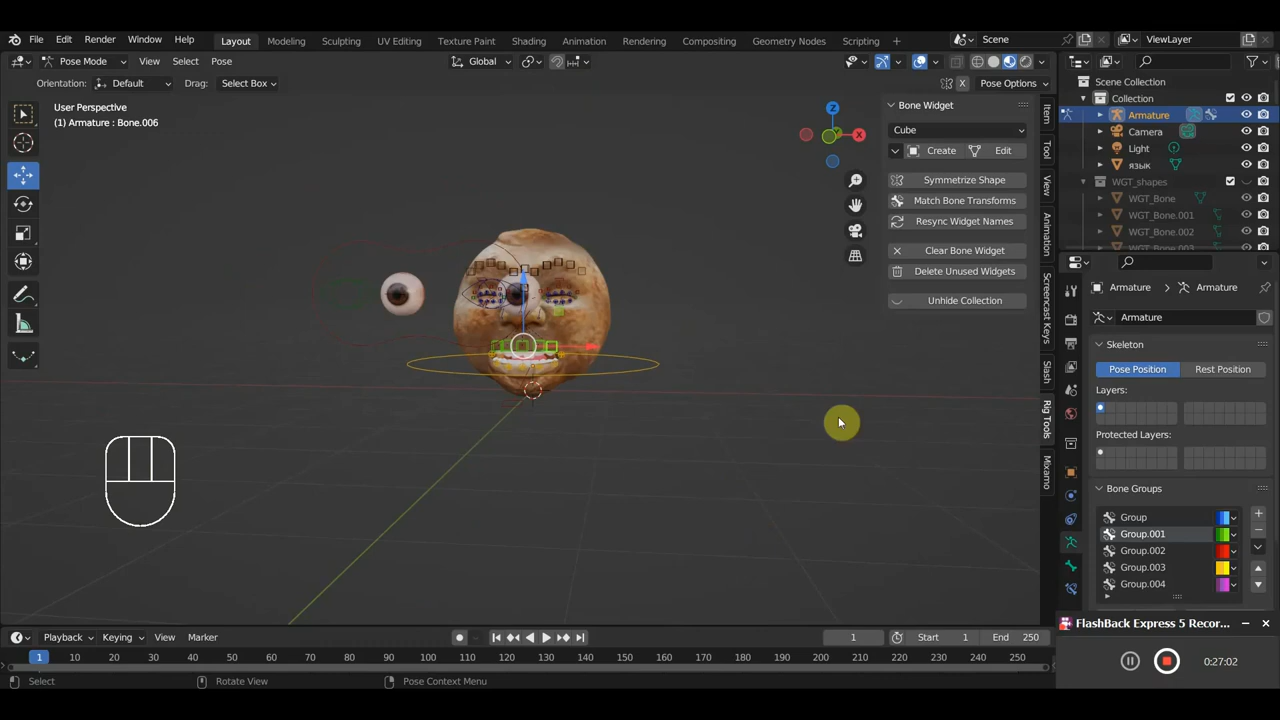 File Edit Render Window Help Layout Modeling Sculpting UV Editing Texture Paint Shading Animation Rendering Compositing Geometry Nodes Scripting + Scene ViewLayer
Pose Mode View Select Pose Global
Orientation: Default Drag: Select Box X Pose Options
User Perspective
(1) Armature : Bone.006
Z
X
Bone Widget
Cube
Create Edit
Symmetrize Shape
Match Bone Transforms
Resync Widget Names
Clear Bone Widget
Delete Unused Widgets
Unhide Collection
Item
Tool
View
Animation
Screencast Keys
Slash
Rig Tools
Mixamo
Scene Collection
Collection
Armature
Camera
Light
язык
WGT_shapes
WGT_Bone
WGT_Bone.001
WGT_Bone.002
WGT_Bone.003
Armature Armature
Armature
Skeleton
Pose Position Rest Position
Layers:
Protected Layers:
Bone Groups
Group
Group.001
Group.002
Group.003
Group.004
FlashBack Express 5 Recor...
0:27:02
Playback Keying View Marker 1 Start 1 End 250
1 10 20 30 40 50 60 70 80 90 100 110 120 130 140 150 160 170 180 190 200 210 220 230 240 250
Select Rotate View Pose Context Menu